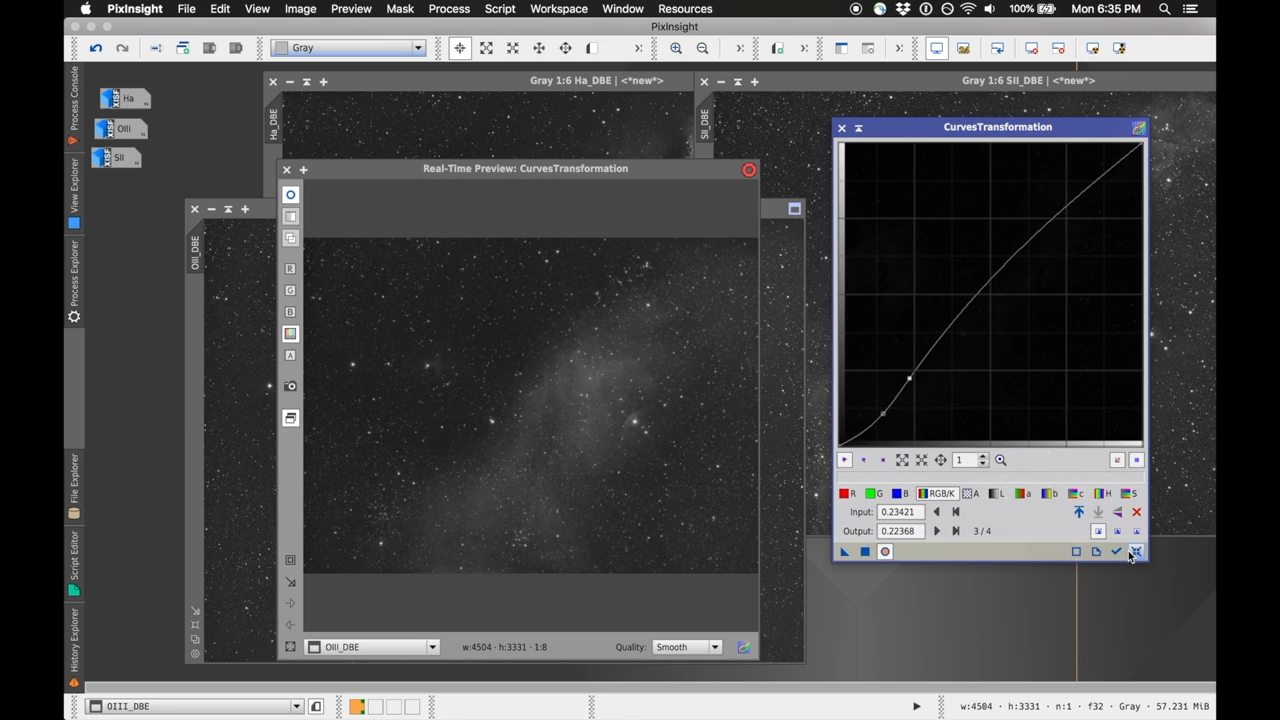 PixInsight File Edit View Image Preview Mask Process Script Workspace Window Resources 100% Mon 6:35 PM
PixInsight
Gray
Process Console
View Explorer
Process Explorer
File Explorer
Script Editor
History Explorer
XISF Ha N
XISF OIII N
XISF SII N
Gray 1:6 Ha_DBE | <*new*>
Ha_DBE
Gray 1:6 SII_DBE | <*new*>
SII_DBE
OIII_DBE
Real-Time Preview: CurvesTransformation
R
G
B
A
OIII_DBE w:4504 · h:3331 · 1:8 Quality: Smooth
CurvesTransformation
1
R G B RGB/K A L a b c H S
Input: 0.23421
Output: 0.22368 3 / 4
OIII_DBE w:4504 · h:3331 · n:1 · f32 · Gray · 57.231 MiB